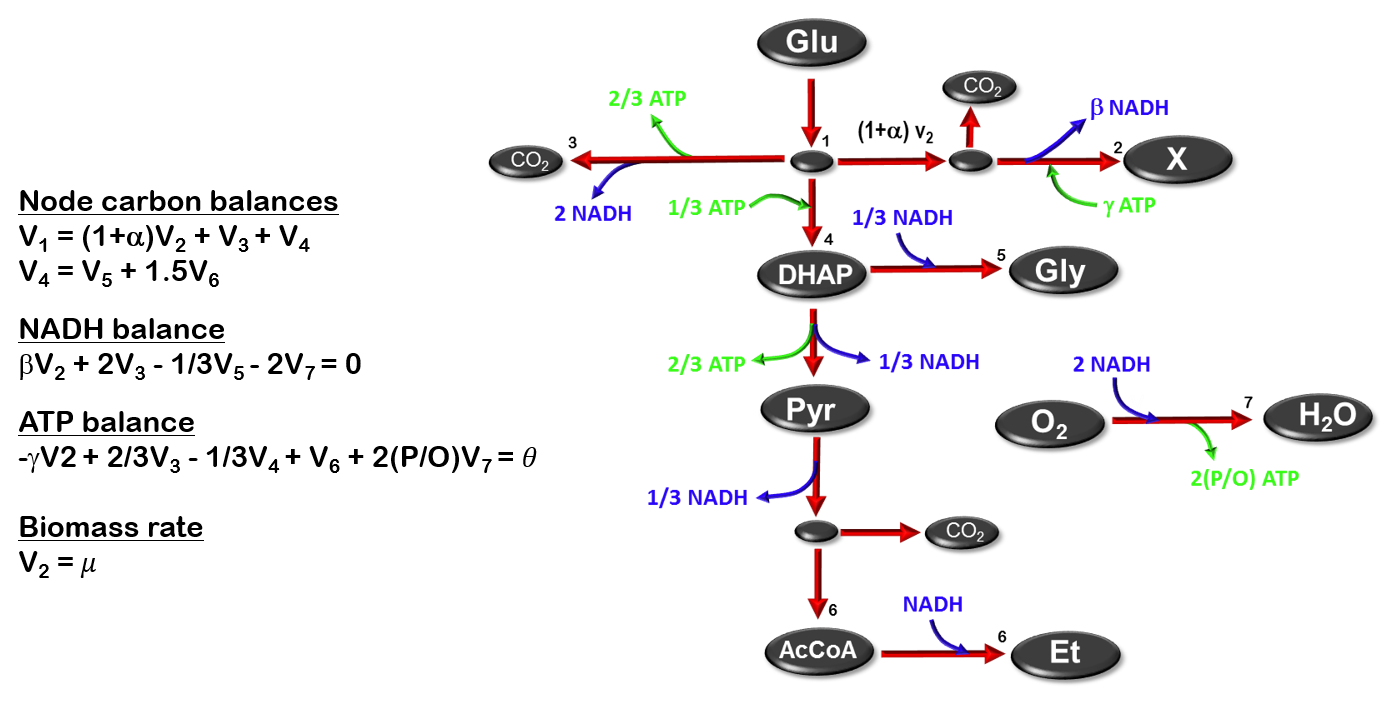 Node carbon balances
V1 = (1+α)V2 + V3 + V4
V4 = V5 + 1.5V6
NADH balance
βV2 + 2V3 - 1/3V5 - 2V7 = 0
ATP balance
-γV2 + 2/3V3 - 1/3V4 + V6 + 2(P/O)V7 = θ
Biomass rate
V2 = μ
Glu
2/3 ATP
CO2
β NADH
(1+α) v2
3
1
2
CO2
X
2 NADH
1/3 ATP
1/3 NADH
γ ATP
4
5
DHAP
Gly
2/3 ATP
1/3 NADH
2 NADH
Pyr
7
O2
H2O
1/3 NADH
2(P/O) ATP
CO2
6
NADH
6
AcCoA
Et